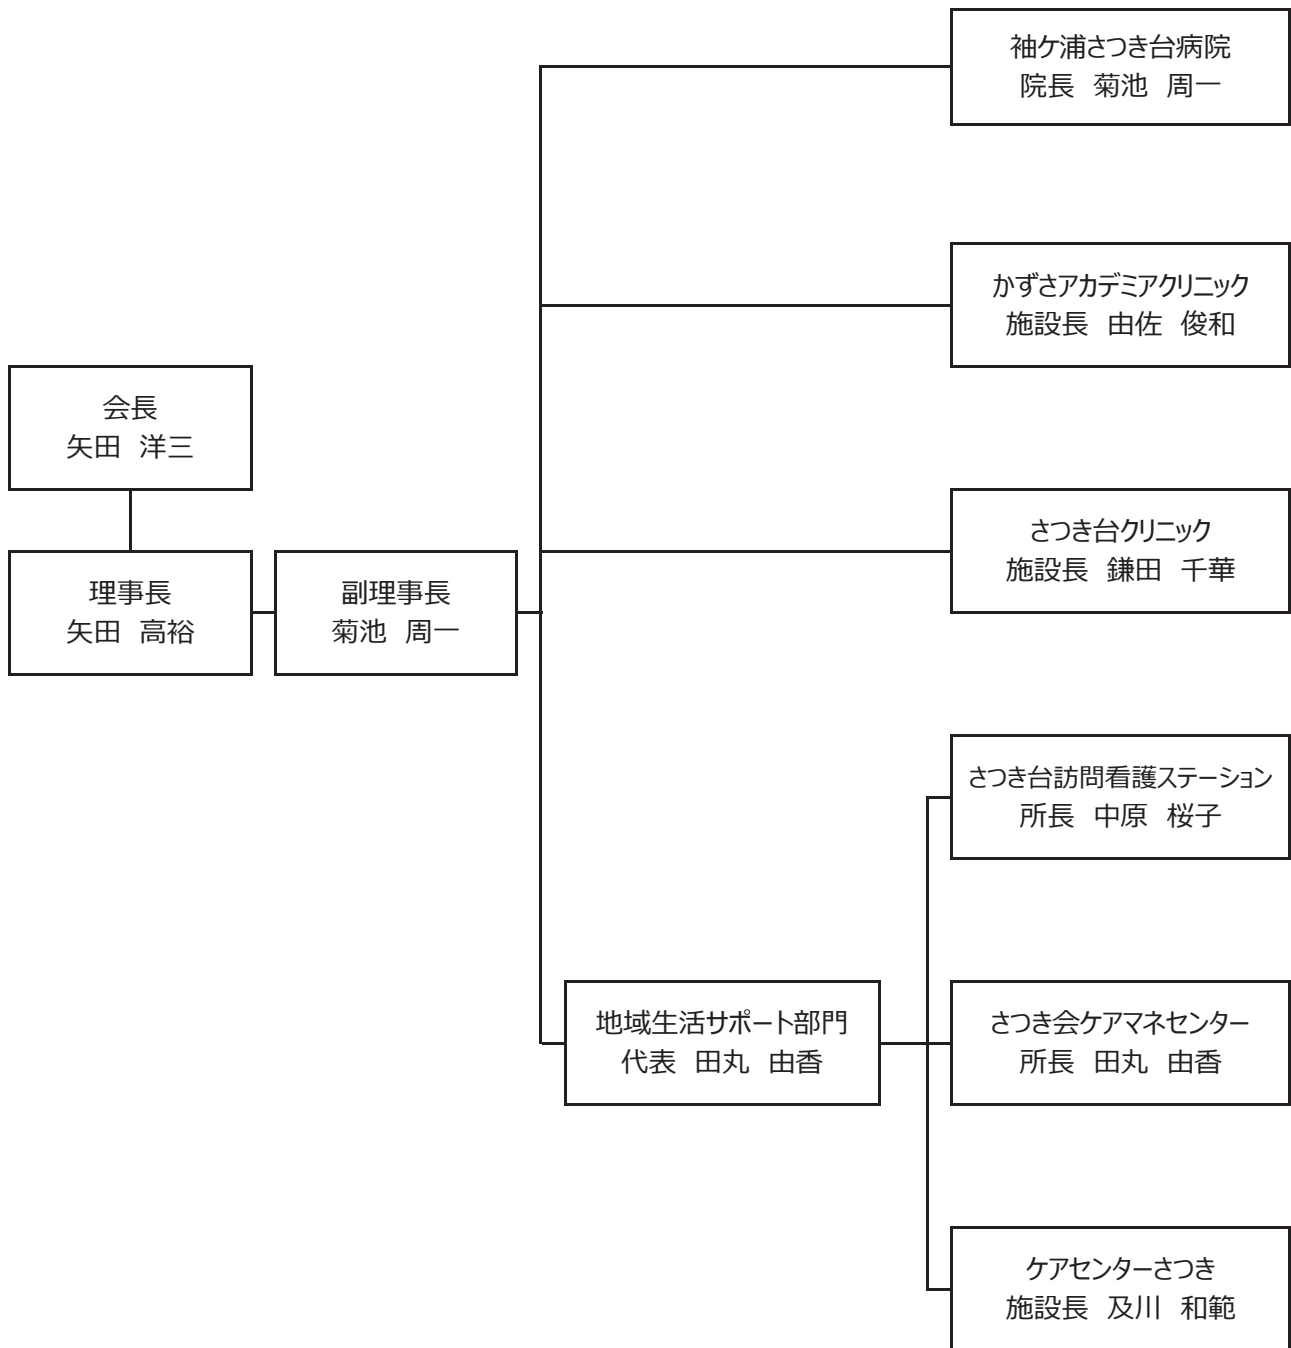 袖ケ浦さつき台病院
院長　菊池　周一
かずさアカデミアクリニック
施設長　由佐　俊和
会長
矢田　洋三
さつき台クリニック
施設長　鎌田　千華
理事長
矢田　高裕
副理事長
菊池　周一
さつき台訪問看護ステーション
所長　中原　桜子
地域生活サポート部門
代表　田丸　由香
さつき会ケアマネセンター
所長　田丸　由香
ケアセンターさつき
施設長　及川　和範